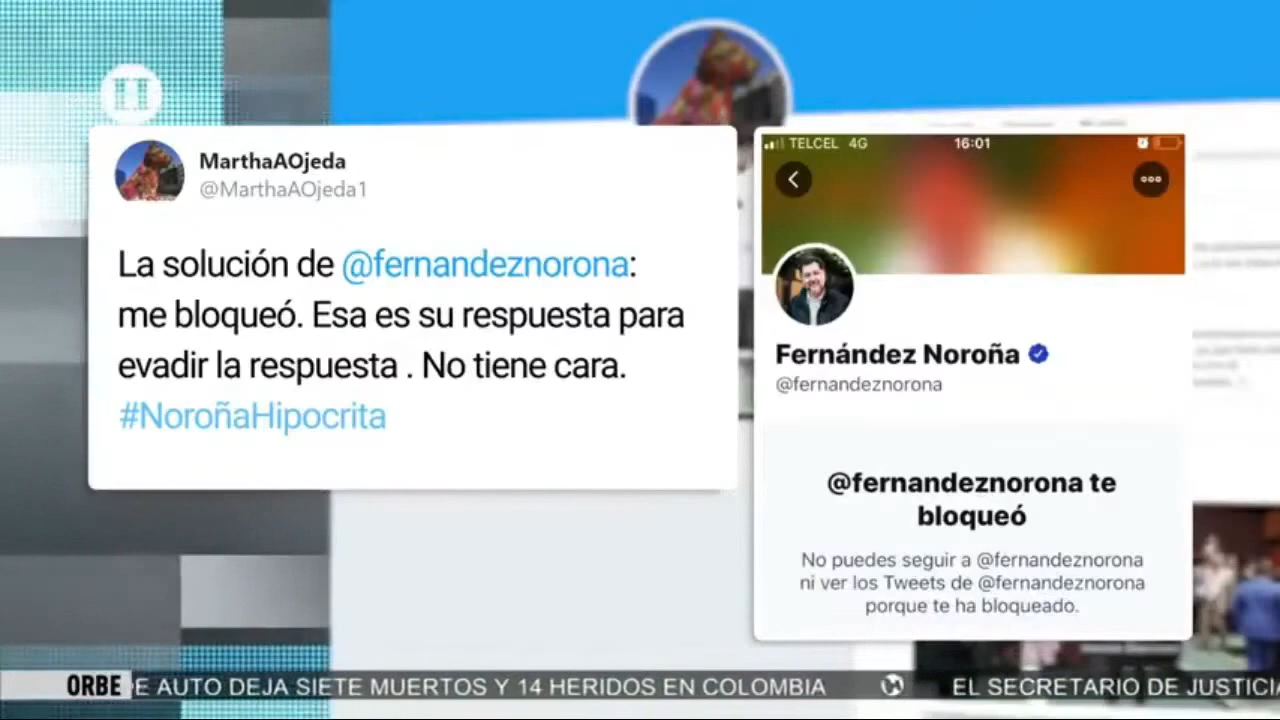 MarthaAOjeda
@MarthaAOjeda1
La solución de @fernandeznorona:
me bloqueó. Esa es su respuesta para
evadir la respuesta . No tiene cara.
#NoroñaHipocrita
TELCEL 4G 16:01
Fernández Noroña
@fernandeznorona
@fernandeznorona te
bloqueó
No puedes seguir a @fernandeznorona
ni ver los Tweets de @fernandeznorona
porque te ha bloqueado.
ORBE E AUTO DEJA SIETE MUERTOS Y 14 HERIDOS EN COLOMBIA EL SECRETARIO DE JUSTICIA